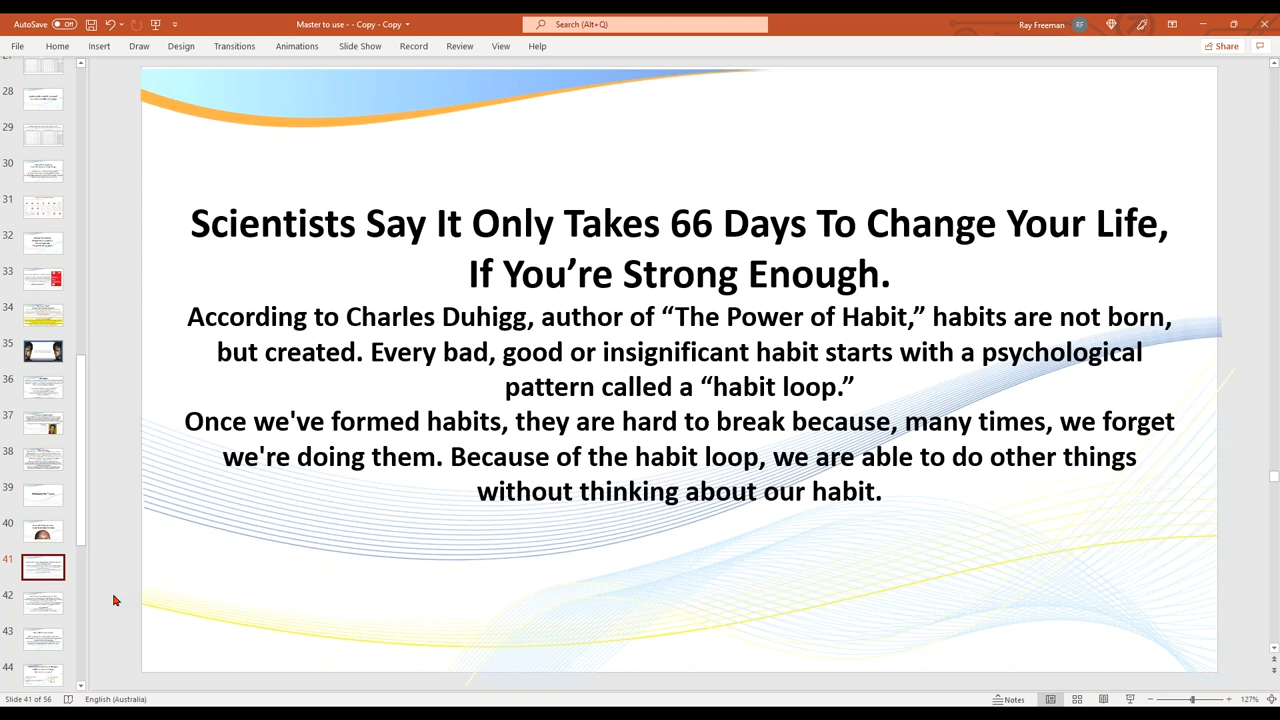 AutoSave Off Master to use - - Copy - Copy Search (Alt+Q) Ray Freeman RF
File Home Insert Draw Design Transitions Animations Slide Show Record Review View Help Share
28
29
30
31
32
33
34
35
36
37
38
39
40
41
42
43
44
Scientists Say It Only Takes 66 Days To Change Your Life,
If You’re Strong Enough.
According to Charles Duhigg, author of “The Power of Habit,” habits are not born,
but created. Every bad, good or insignificant habit starts with a psychological
pattern called a “habit loop.”
Once we've formed habits, they are hard to break because, many times, we forget
we're doing them. Because of the habit loop, we are able to do other things
without thinking about our habit.
Slide 41 of 56 English (Australia) Notes 127%